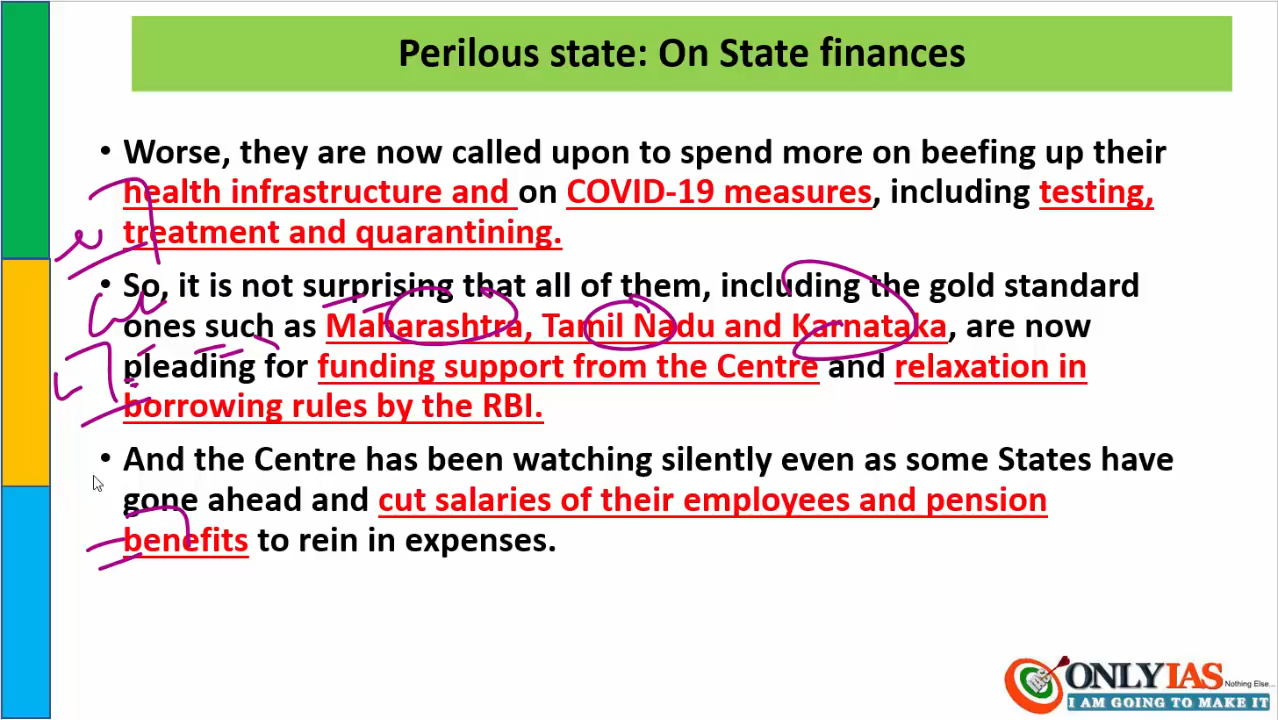 Perilous state: On State finances
• Worse, they are now called upon to spend more on beefing up their
health infrastructure and on COVID-19 measures, including testing,
treatment and quarantining.
• So, it is not surprising that all of them, including the gold standard
ones such as Maharashtra, Tamil Nadu and Karnataka, are now
pleading for funding support from the Centre and relaxation in
borrowing rules by the RBI.
• And the Centre has been watching silently even as some States have
gone ahead and cut salaries of their employees and pension
benefits to rein in expenses.
ONLYIAS
Nothing Else...
I AM GOING TO MAKE IT